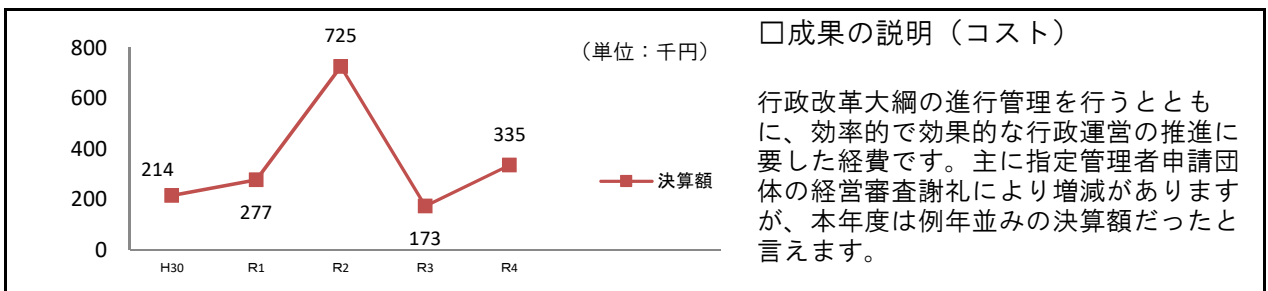 800
600
400
200
0
214
277
725
173
335
H30
R1
R2
R3
R4
（単位：千円）
決算額
□成果の説明（コスト）
行政改革大綱の進行管理を行うととも
に、効率的で効果的な行政運営の推進に
要した経費です。主に指定管理者申請団
体の経営審査謝礼により増減があります
が、本年度は例年並みの決算額だったと
言えます。